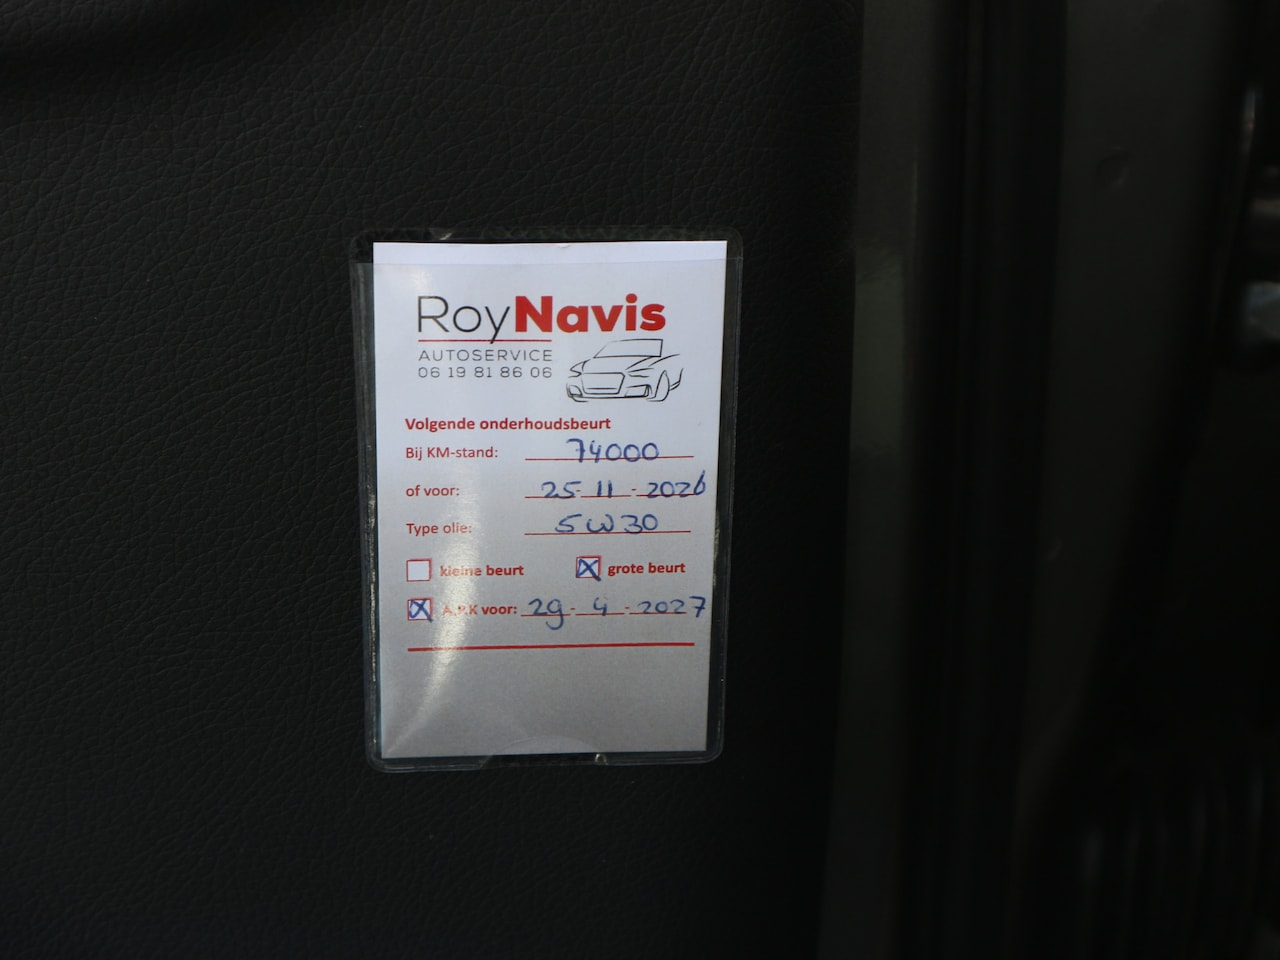 RoyNavis
AUTOSERVICE
06 19 81 86 06
Volgende onderhoudsbeurt
Bij KM-stand: 74000
of voor: 25-11-2026
Type olie: 5W30
kleine beurt grote beurt
A.P.K voor: 29-4-2027